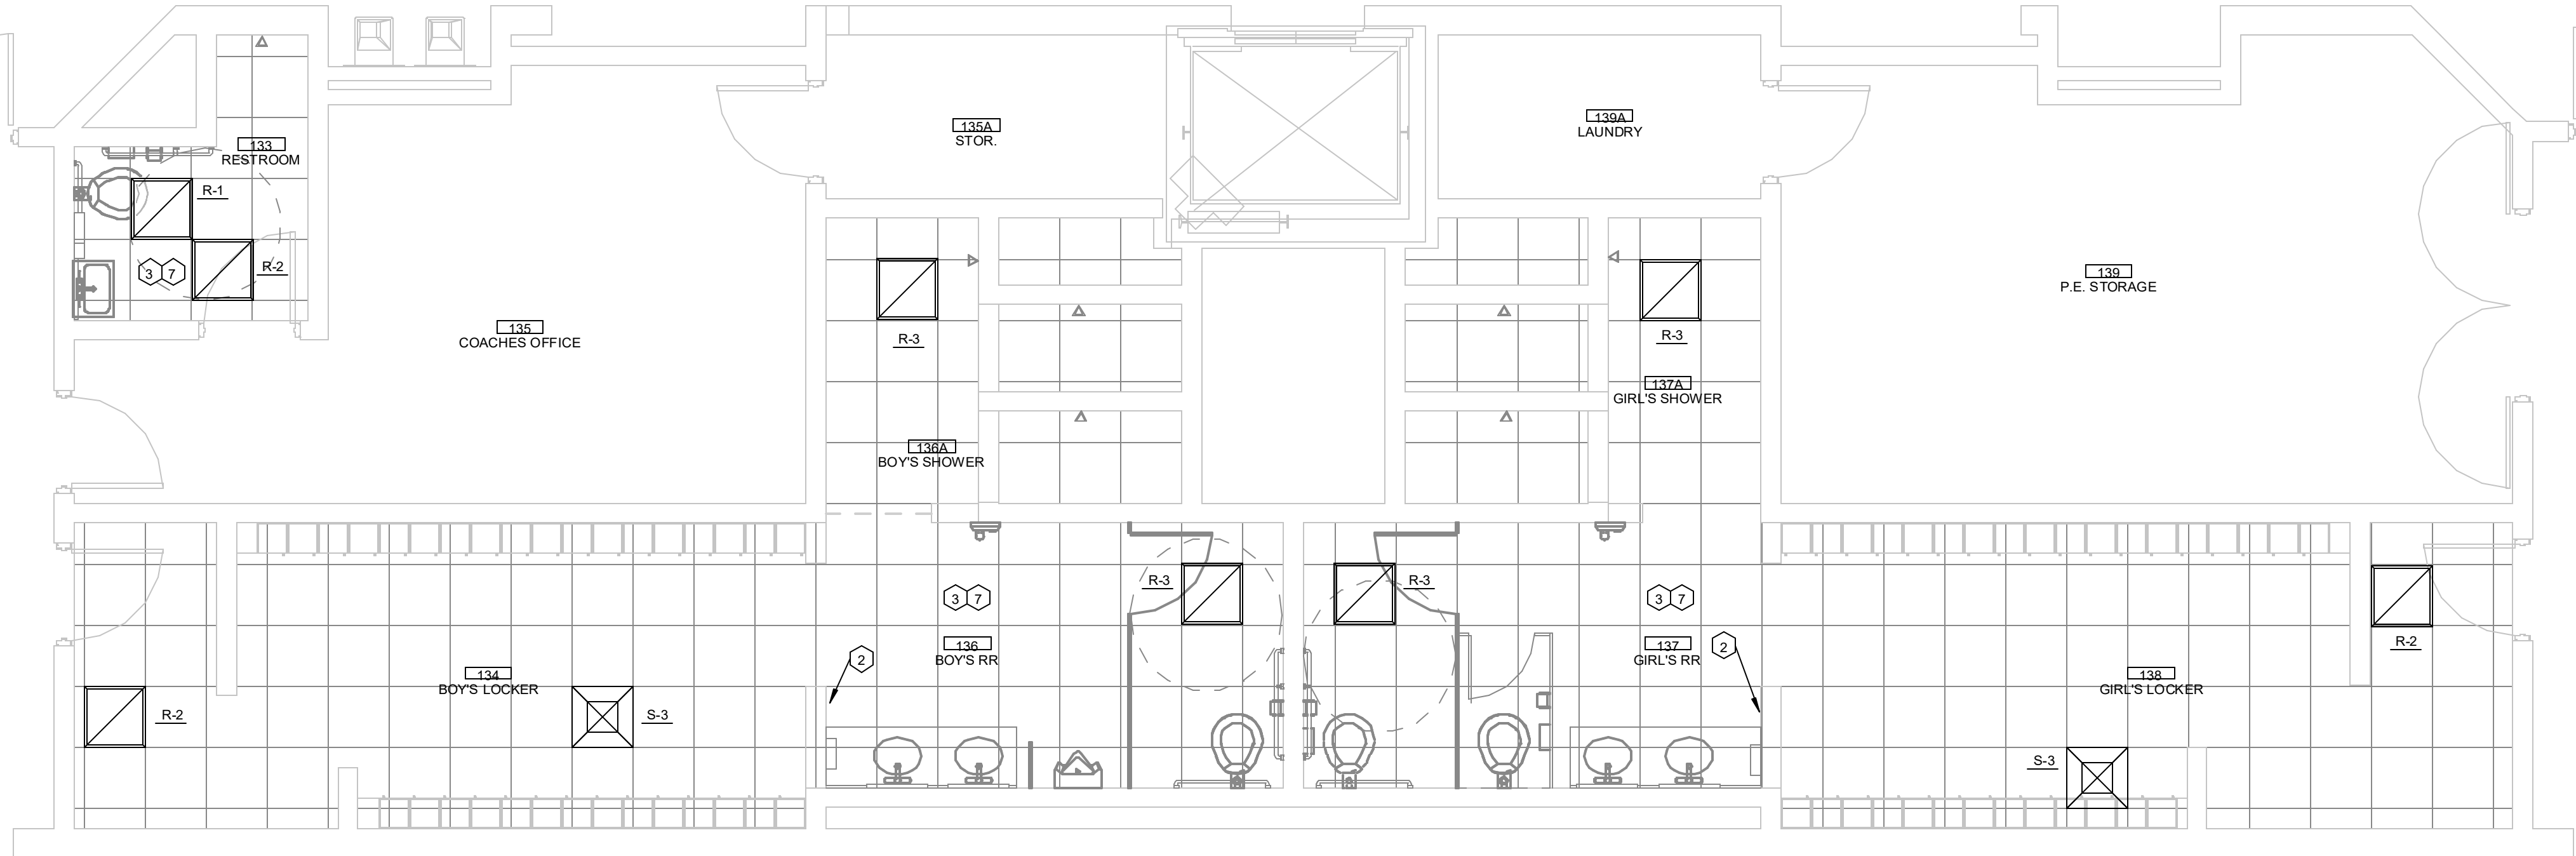 135A
STOR.
139A
LAUNDRY
133
RESTROOM
R-1
R-2
3 7
139
P.E. STORAGE
135
COACHES OFFICE
R-3
R-3
137A
GIRL'S SHOWER
136A
BOY'S SHOWER
R-3
R-3
3 7
3 7
136
BOY'S RR
137
GIRL'S RR
2
2
R-2
134
BOY'S LOCKER
138
GIRL'S LOCKER
R-2
S-3
S-3